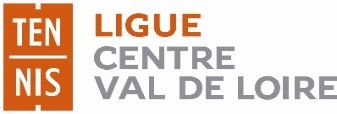 TEN
NIS
LIGUE
CENTRE
VAL DE LOIRE